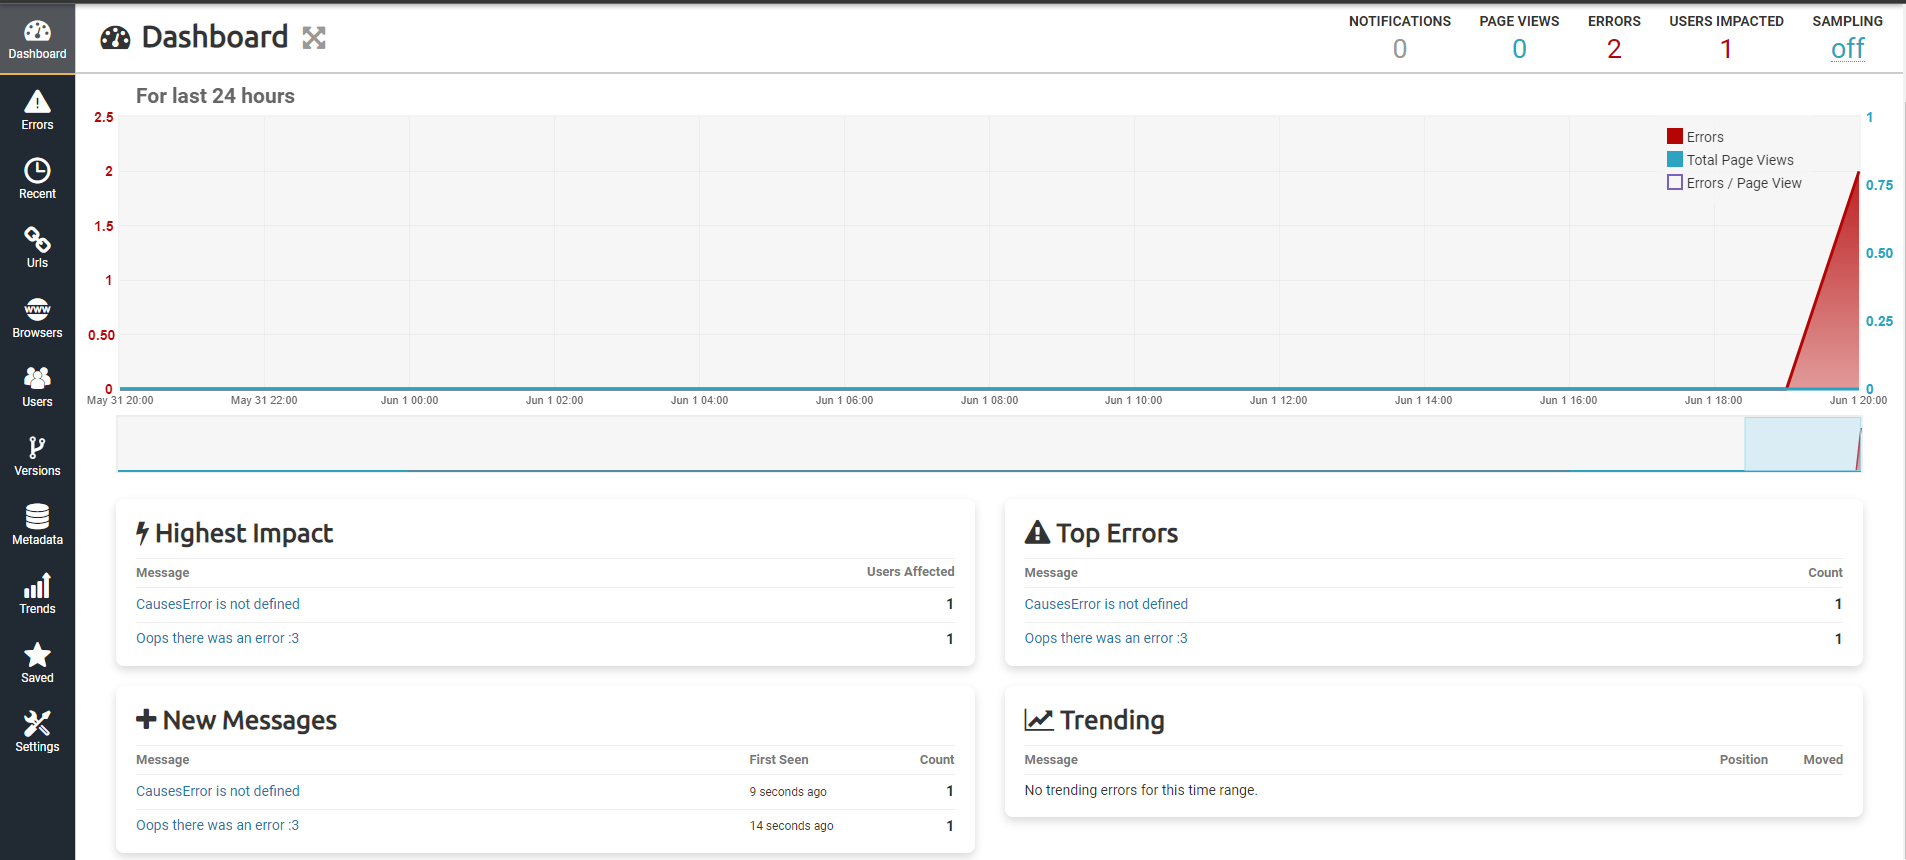 Dashboard
Errors
Recent
Urls
www
Browsers
Users
Versions
Metadata
Trends
Saved
Settings
Dashboard
NOTIFICATIONS PAGE VIEWS ERRORS USERS IMPACTED SAMPLING
0 0 2 1 off
For last 24 hours
2.5
2
1.5
1
0.50
0
1
0.75
0.50
0.25
0
Errors
Total Page Views
Errors / Page View
May 31 20:00 May 31 22:00 Jun 1 00:00 Jun 1 02:00 Jun 1 04:00 Jun 1 06:00 Jun 1 08:00 Jun 1 10:00 Jun 1 12:00 Jun 1 14:00 Jun 1 16:00 Jun 1 18:00 Jun 1 20:00
Highest Impact
Message Users Affected
CausesError is not defined 1
Oops there was an error :3 1
Top Errors
Message Count
CausesError is not defined 1
Oops there was an error :3 1
New Messages
Message First Seen Count
CausesError is not defined 9 seconds ago 1
Oops there was an error :3 14 seconds ago 1
Trending
Message Position Moved
No trending errors for this time range.